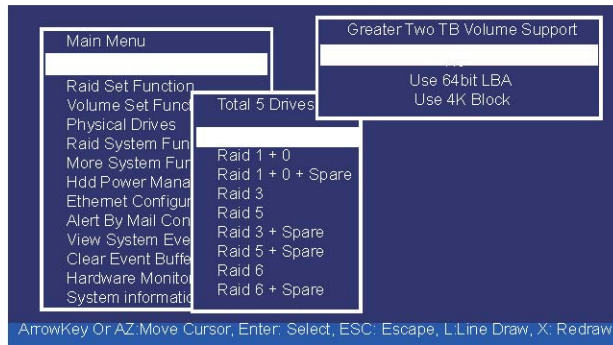 Main Menu
Raid Set Function
Volume Set Funct
Physical Drives
Raid System Fun
More System Fun
Hdd Power Mana
Ethernet Configur
Alert By Mail Con
View System Eve
Clear Event Buffe
Hardware Monito
System informatic
Total 5 Drives
Raid 1 + 0
Raid 1 + 0 + Spare
Raid 3
Raid 5
Raid 3 + Spare
Raid 5 + Spare
Raid 6
Raid 6 + Spare
Greater Two TB Volume Support
Use 64bit LBA
Use 4K Block
ArrowKey Or AZ:Move Cursor, Enter: Select, ESC: Escape, L:Line Draw, X: Redraw